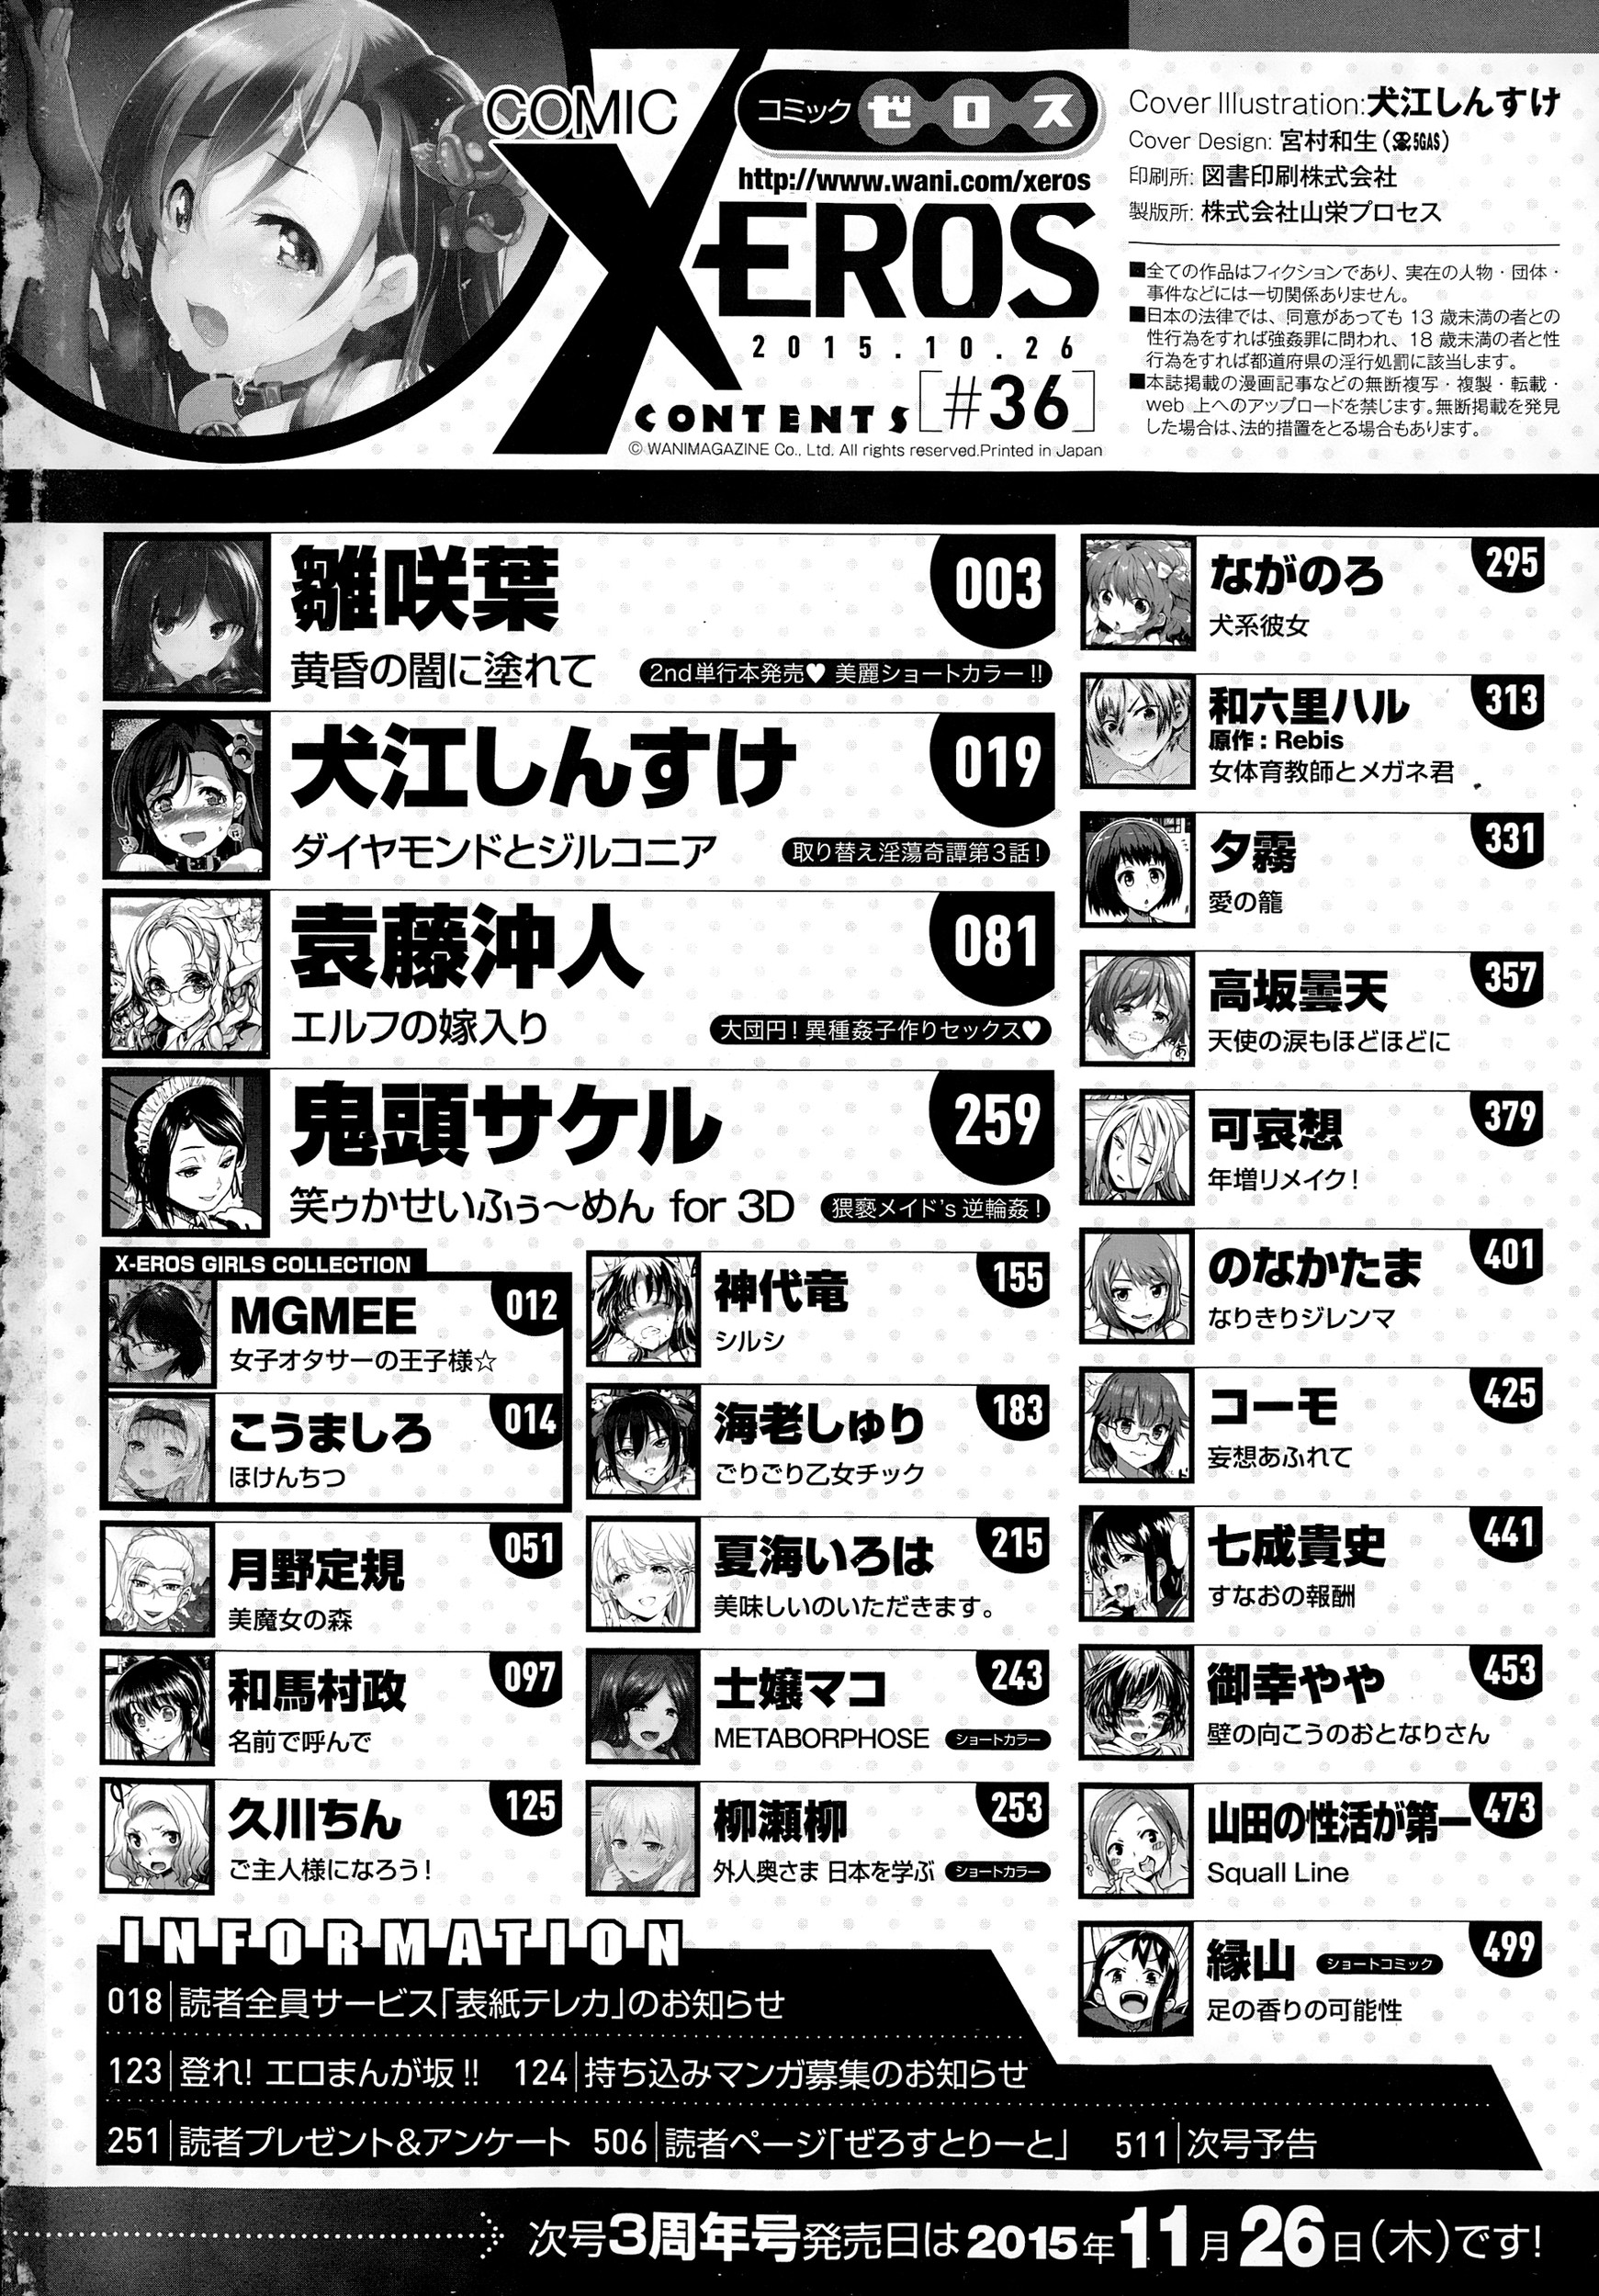 COMIC
X-EROS
コミック ゼロス
http://www.wani.com/xeros
2015.10.26
CONTENTS [#36]
© WANIMAGAZINE Co., Ltd. All rights reserved.Printed in Japan
Cover Illustration:犬江しんすけ
Cover Design: 宮村和生(5GAS)
印刷所: 図書印刷株式会社
製版所: 株式会社山栄プロセス
■全ての作品はフィクションであり、実在の人物・団体・
事件などには一切関係ありません。
■日本の法律では、同意があっても 13 歳未満の者との
性行為をすれば強姦罪に問われ、18 歳未満の者と性
行為をすれば都道府県の淫行処罰に該当します。
■本誌掲載の漫画記事などの無断複写・複製・転載・
web 上へのアップロードを禁じます。無断掲載を発見
した場合は、法的措置をとる場合もあります。
雛咲葉 003
黄昏の闇に塗れて 2nd単行本発売♥ 美麗ショートカラー!!
犬江しんすけ 019
ダイヤモンドとジルコニア 取り替え淫蕩奇譚第3話!
袁藤沖人 081
エルフの嫁入り 大団円!異種姦子作りセックス♥
鬼頭サケル 259
笑ゥかせいふぅ〜めん for 3D 猥褻メイド's 逆輪姦!
X-EROS GIRLS COLLECTION
MGMEE 012
女子オタサーの王子様☆
こうましろ 014
ほけんちつ
月野定規 051
美魔女の森
和馬村政 097
名前で呼んで
久川ちん 125
ご主人様になろう!
神代竜 155
シルシ
海老しゅり 183
ごりごり乙女チック
夏海いろは 215
美味しいのいただきます。
士嬢マコ 243
METABORPHOSE ショートカラー
柳瀬柳 253
外人奥さま 日本を学ぶ ショートカラー
ながのろ 295
犬系彼女
和六里ハル 313
原作:Rebis
女体育教師とメガネ君
夕霧 331
愛の籠
高坂曇天 357
天使の涙もほどほどに
可哀想 379
年増リメイク!
のなかたま 401
なりきりジレンマ
コーモ 425
妄想あふれて
七成貴史 441
すなおの報酬
御幸やや 453
壁の向こうのおとなりさん
山田の性活が第一 473
Squall Line
縁山 ショートコミック 499
足の香りの可能性
INFORMATION
018 読者全員サービス「表紙テレカ」のお知らせ
123 登れ! エロまんが坂!! 124 持ち込みマンガ募集のお知らせ
251 読者プレゼント&アンケート 506 読者ページ「ぜろすとりーと」 511 次号予告
次号3周年号発売日は2015年11月26日(木)です!